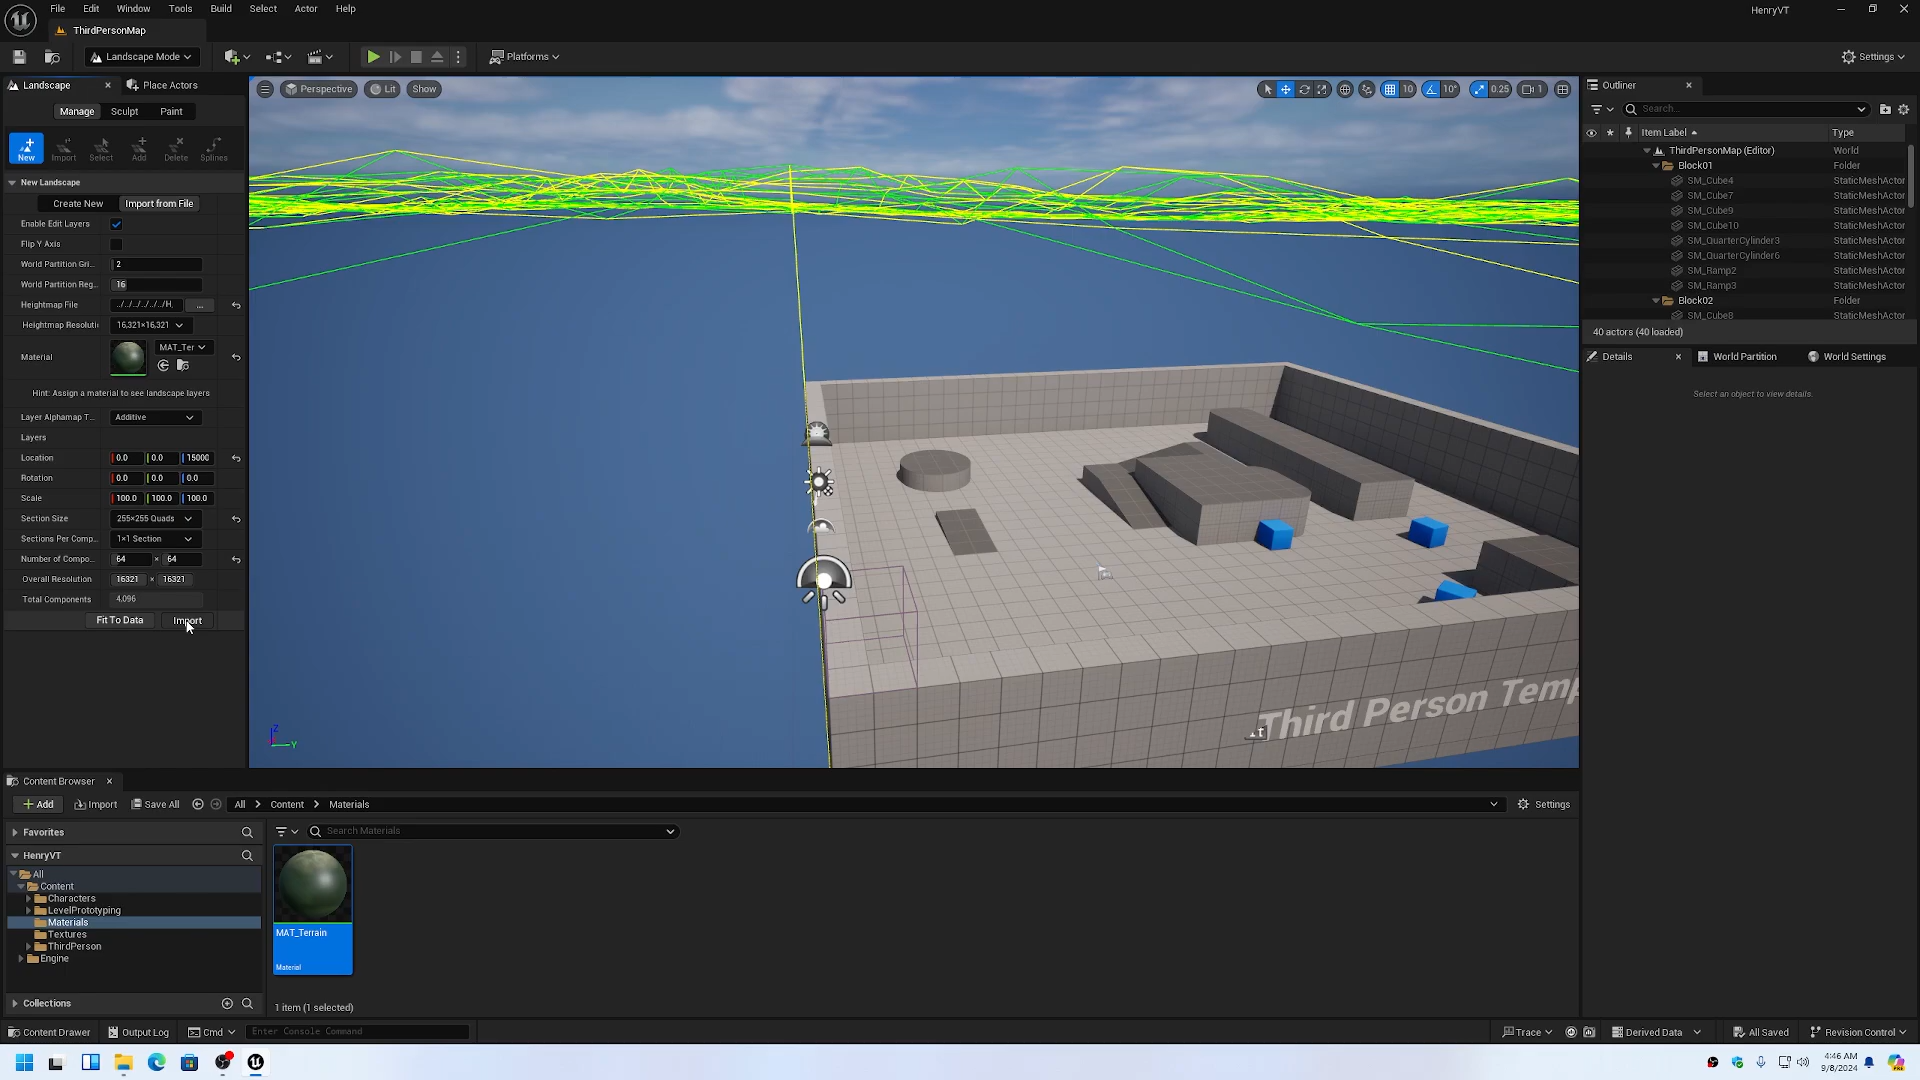 File Edit Window Tools Build Select Actor Help HenryVT
ThirdPersonMap
Landscape Mode Platforms Settings
Landscape Place Actors
Manage Sculpt Paint
New Import Select Add Delete Splines
New Landscape
Create New Import from File
Enable Edit Layers
Flip Y Axis
World Partition Gri... 2
World Partition Reg... 16
Heightmap File ../../../../../../H. ...
Heightmap Resoluti 16,321×16,321
Material MAT_Ter
Hint: Assign a material to see landscape layers
Layer Alphamap T... Additive
Layers
Location 0.0 0.0 15000
Rotation 0.0 0.0 0.0
Scale 100.0 100.0 100.0
Section Size 255×255 Quads
Sections Per Comp... 1×1 Section
Number of Compo... 64 × 64
Overall Resolution 16321 × 16321
Total Components 4,096
Fit To Data Import
Perspective Lit Show 10 10° 0.25 1
Third Person Temp
Z
Y
Outliner
Search...
Item Label Type
ThirdPersonMap (Editor) World
Block01 Folder
SM_Cube4 StaticMeshActor
SM_Cube7 StaticMeshActor
SM_Cube9 StaticMeshActor
SM_Cube10 StaticMeshActor
SM_QuarterCylinder3 StaticMeshActor
SM_QuarterCylinder6 StaticMeshActor
SM_Ramp2 StaticMeshActor
SM_Ramp3 StaticMeshActor
Block02 Folder
SM_Cube8 StaticMeshActor
40 actors (40 loaded)
Details World Partition World Settings
Select an object to view details.
Content Browser
Add Import Save All All Content Materials Settings
Favorites
HenryVT
All
Content
Characters
LevelPrototyping
Materials
Textures
ThirdPerson
Engine
Collections
Search Materials
MAT_Terrain
Material
1 item (1 selected)
Content Drawer Output Log Cmd Enter Console Command Trace Derived Data All Saved Revision Control
4:46 AM
9/8/2024